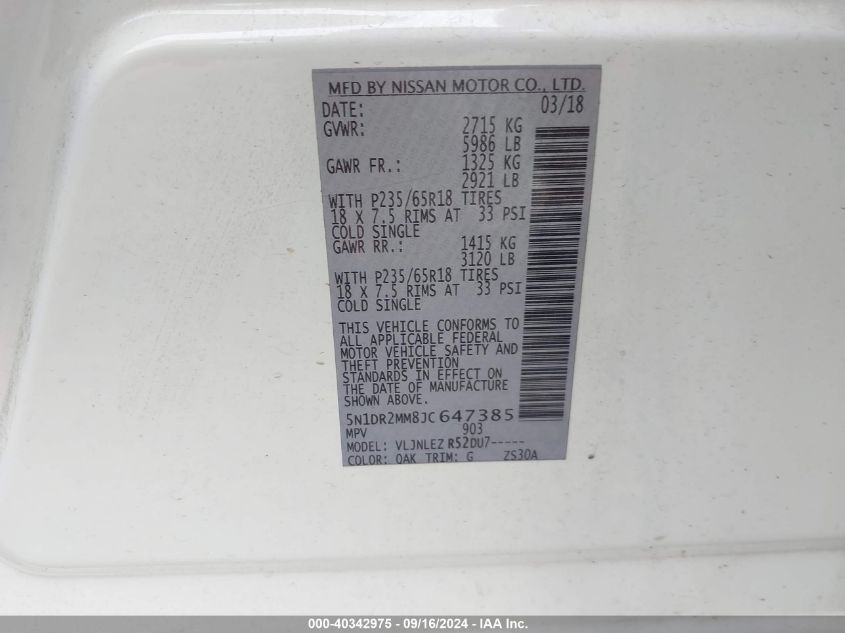 MFD BY NISSAN MOTOR CO., LTD.
DATE: 03/18
GVWR: 2715 KG
5986 LB
GAWR FR.: 1325 KG
2921 LB
WITH P235/65R18 TIRES
18 X 7.5 RIMS AT 33 PSI
COLD SINGLE
GAWR RR.: 1415 KG
3120 LB
WITH P235/65R18 TIRES
18 X 7.5 RIMS AT 33 PSI
COLD SINGLE
THIS VEHICLE CONFORMS TO
ALL APPLICABLE FEDERAL
MOTOR VEHICLE SAFETY AND
THEFT PREVENTION
STANDARDS IN EFFECT ON
THE DATE OF MANUFACTURE
SHOWN ABOVE.
5N1DR2MM8JC647385
MPV 903
MODEL: VLJNLEZ R52DU7-----
COLOR: QAK TRIM: G ZS30A
000-40342975 - 09/16/2024 - IAA Inc.